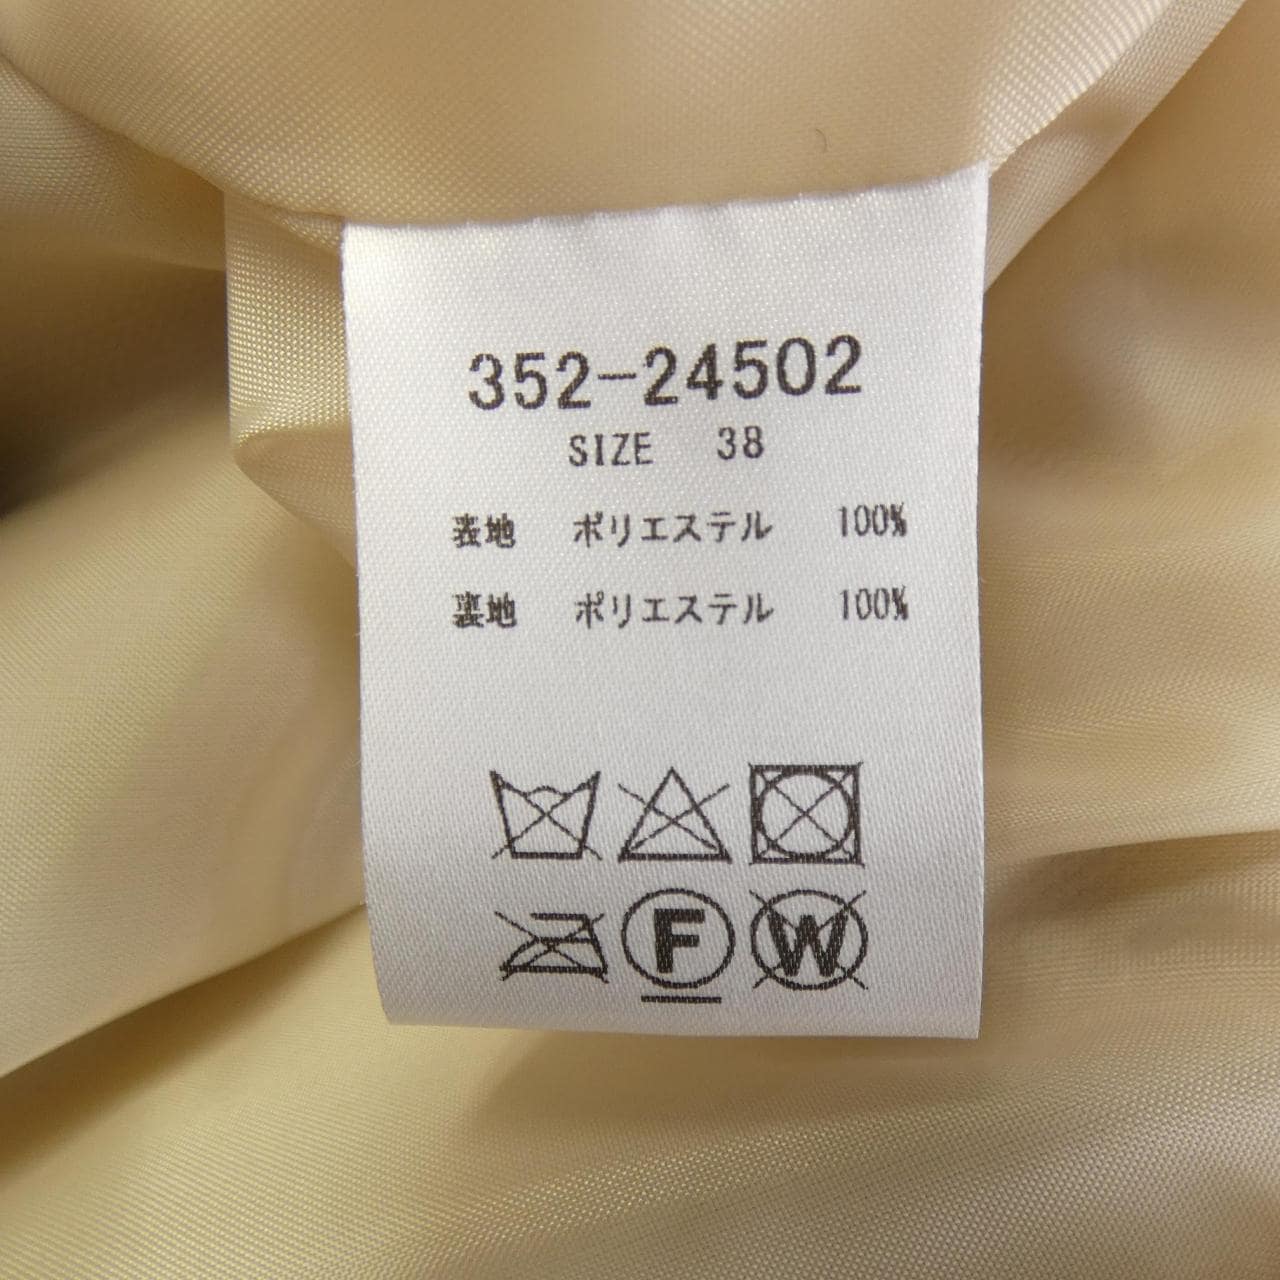 352-24502
SIZE 38
表地 ポリエステル 100%
裏地 ポリエステル 100%
F W